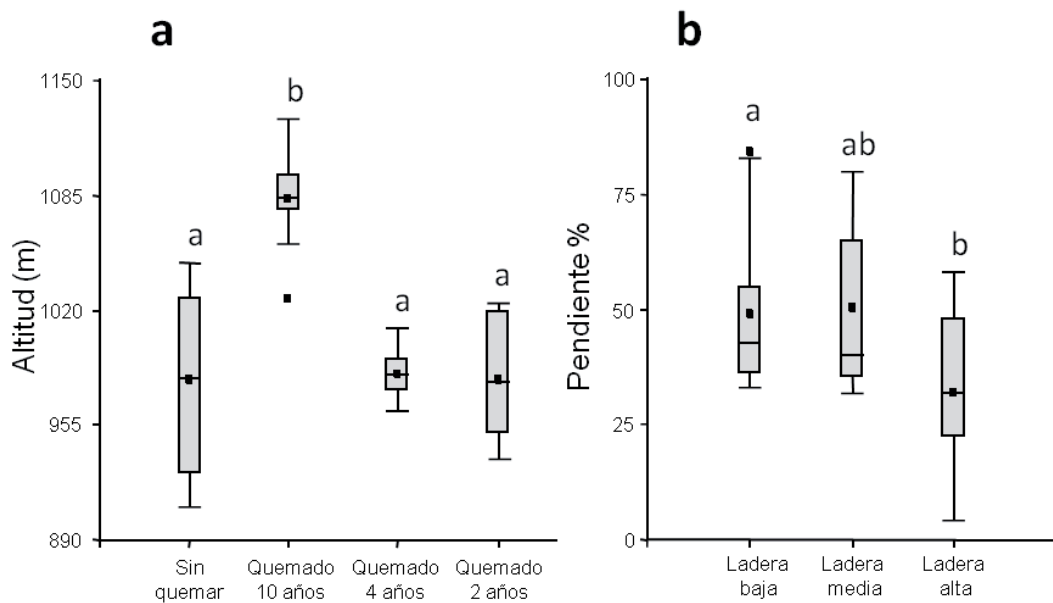 a
1150
1085
1020
955
890
Altitud (m)
a
b
a
a
Sin
quemar
Quemado
10 años
Quemado
4 años
Quemado
2 años
b
100
75
50
25
0
Pendiente %
a
ab
b
Ladera
baja
Ladera
media
Ladera
alta